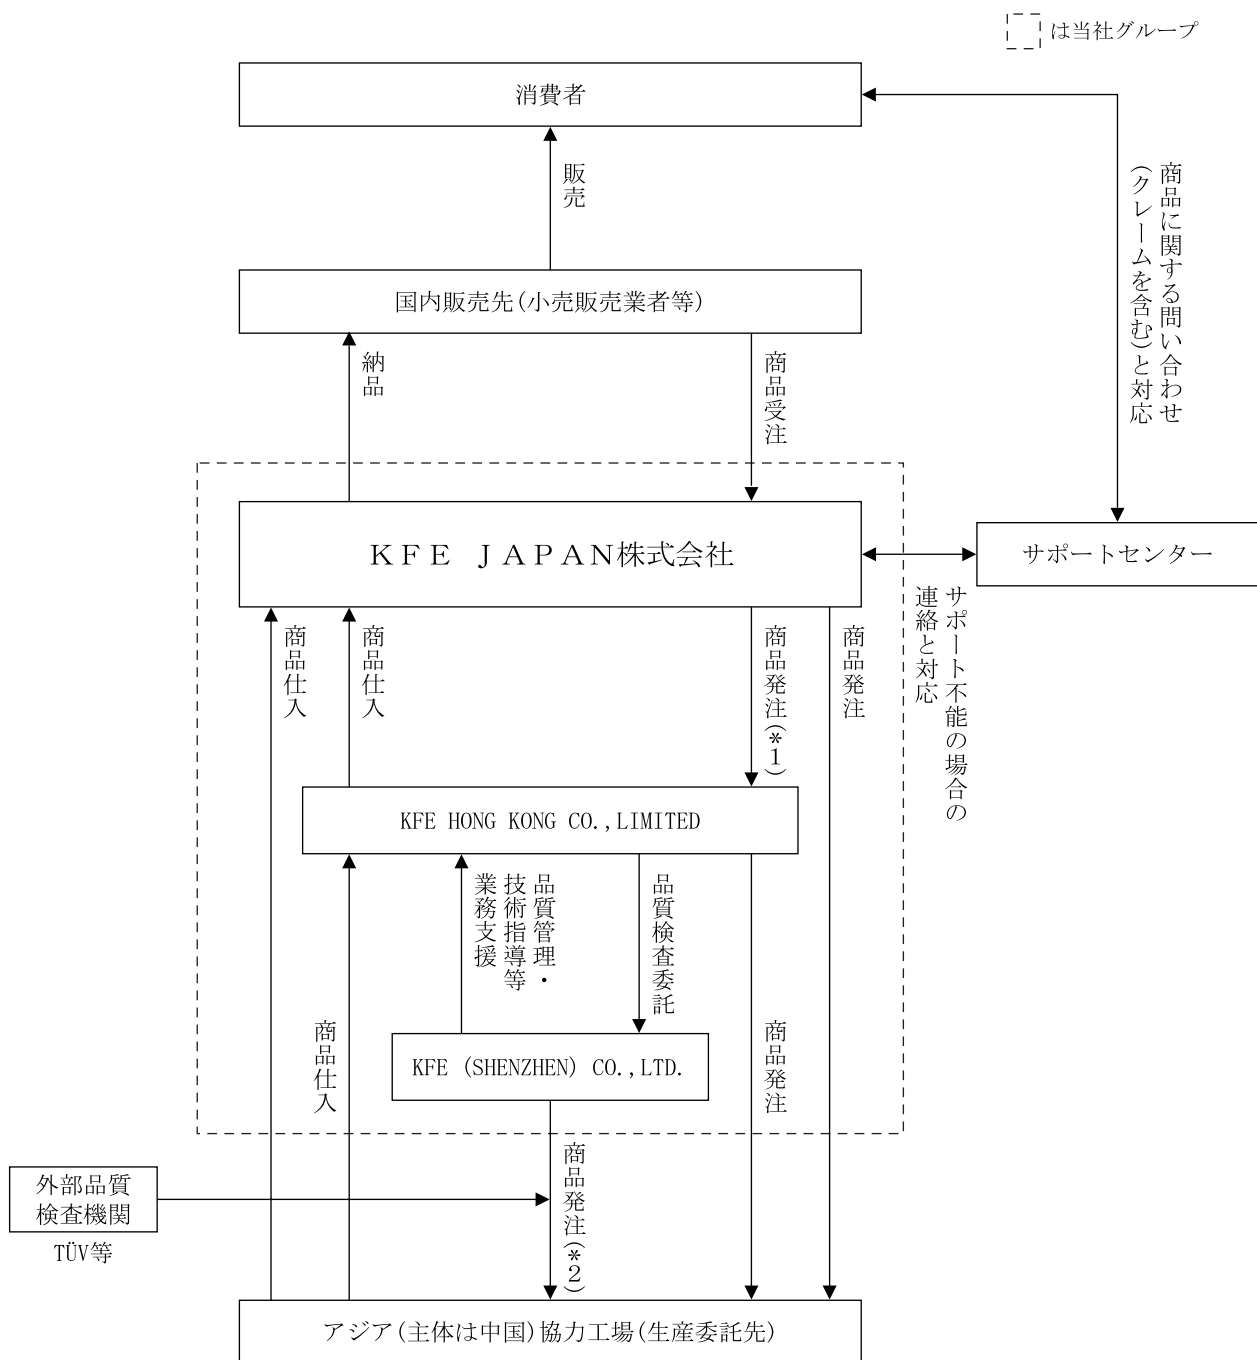 は当社グループ
消費者
販売
商品に関する問い合わせ
(クレームを含む)と対応
国内販売先(小売販売業者等)
納品
商品受注
ＫＦＥ ＪＡＰＡＮ株式会社
サポートセンター
サポート不能の場合の
連絡と対応
商品仕入
商品仕入
商品発注(*1)
商品発注
KFE HONG KONG CO.,LIMITED
品質管理・
技術指導等
業務支援
品質検査委託
KFE (SHENZHEN) CO.,LTD.
商品仕入
商品発注
外部品質
検査機関
TÜV等
商品発注(*2)
アジア(主体は中国)協力工場(生産委託先)